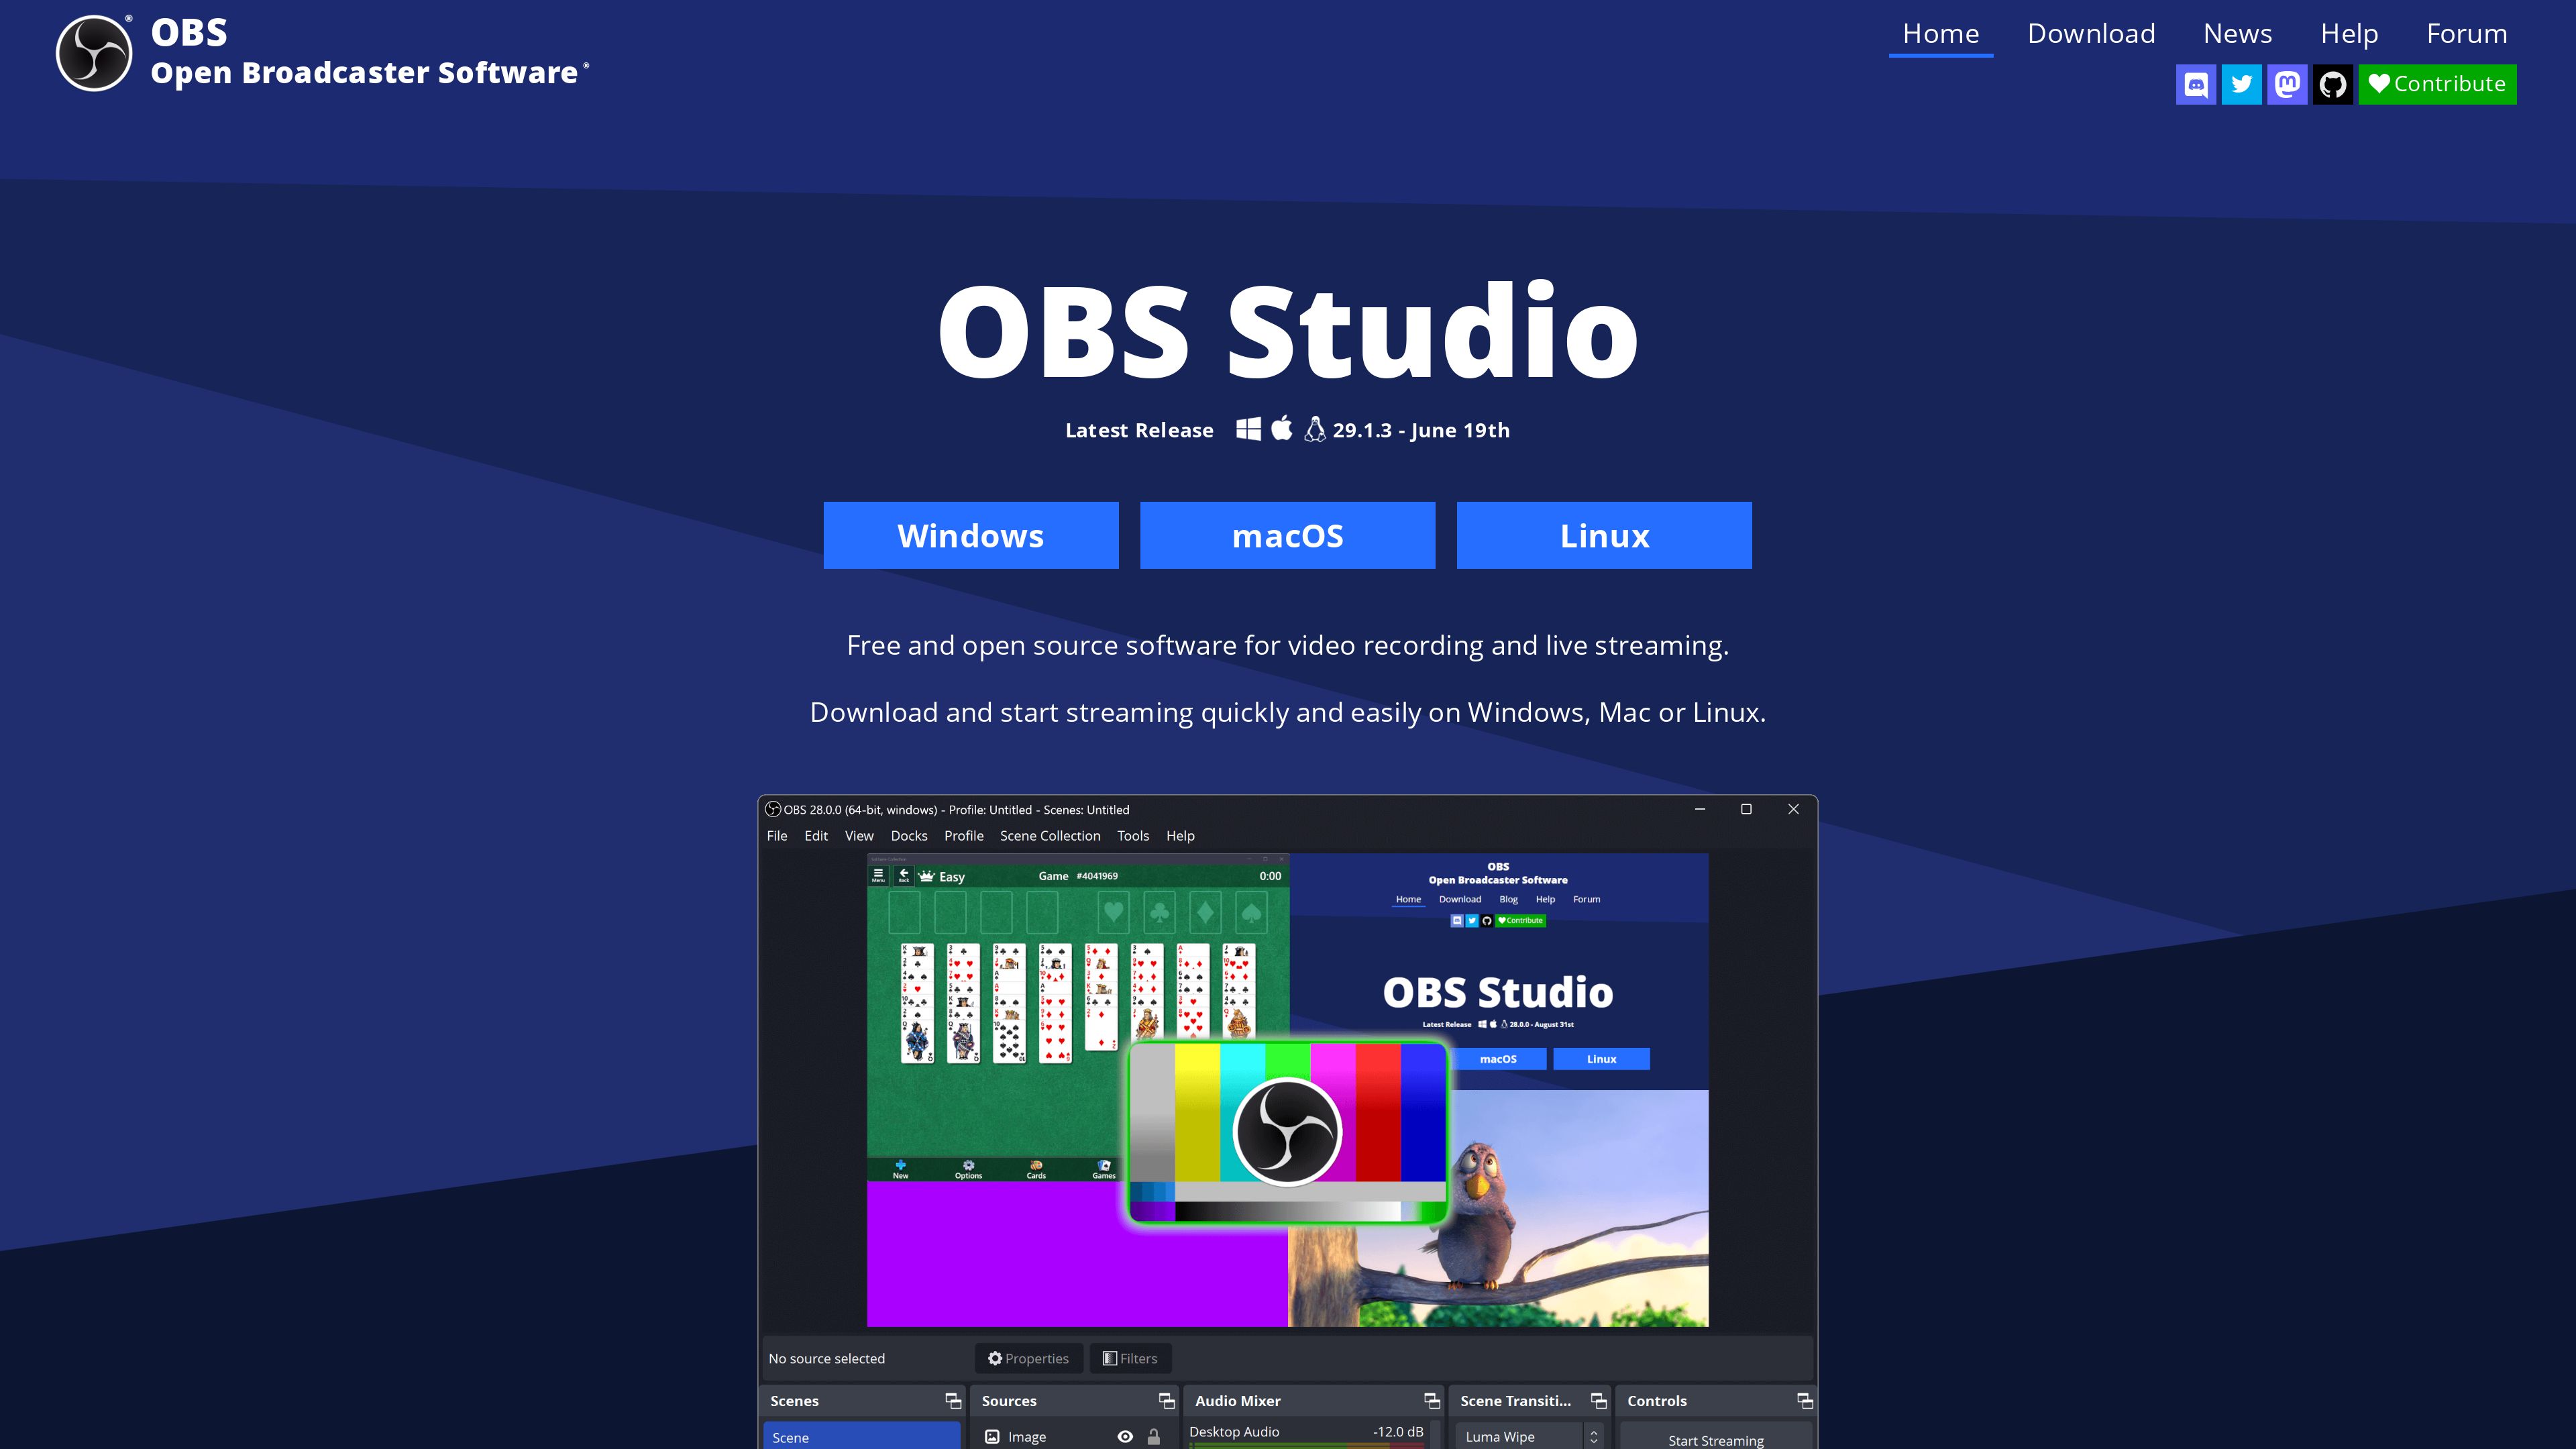 OBS
Open Broadcaster Software®
Home Download News Help Forum
Contribute
OBS Studio
Latest Release 29.1.3 - June 19th
Windows macOS Linux
Free and open source software for video recording and live streaming.
Download and start streaming quickly and easily on Windows, Mac or Linux.
OBS 28.0.0 (64-bit, windows) - Profile: Untitled - Scenes: Untitled
File Edit View Docks Profile Scene Collection Tools Help
Menu Back Easy Game #4041969 0:00
OBS
Open Broadcaster Software
Home Download Blog Help Forum
Contribute
OBS Studio
Latest Release 28.0.0 - August 31st
macOS Linux
New Options Cards Games
No source selected Properties Filters
Scenes Sources Audio Mixer Scene Transiti... Controls
Scene Image Desktop Audio -12.0 dB Luma Wipe Start Streaming